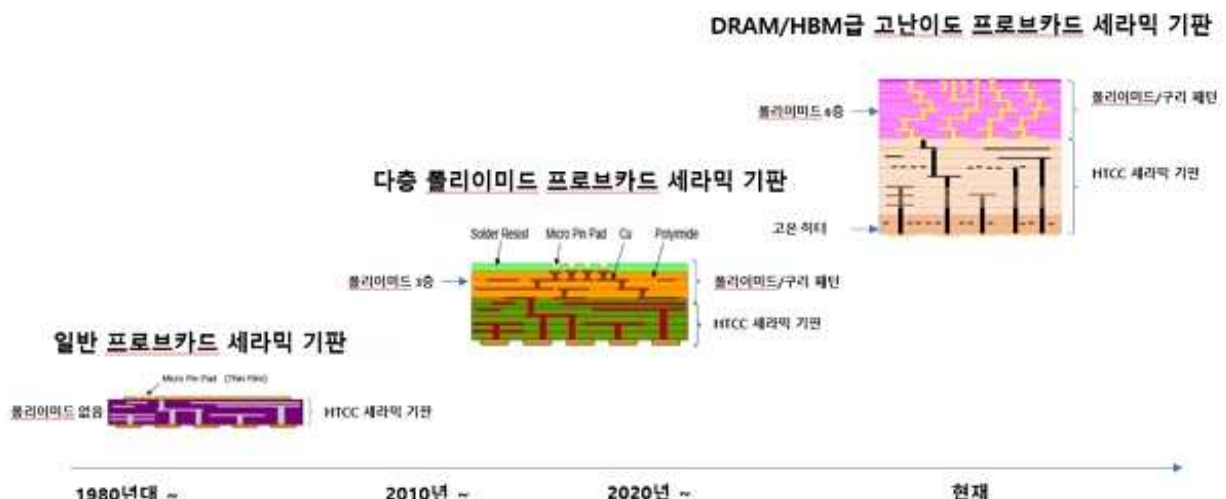 DRAM/HBM급 고난이도 프로브카드 세라믹 기판
폴리이미드 6층
폴리이미드/구리 패턴
HTCC 세라믹 기판
고온 히터
다층 폴리이미드 프로브카드 세라믹 기판
Solder Resist Micro Pin Pad Cu Polyimide
폴리이미드 3층
폴리이미드/구리 패턴
HTCC 세라믹 기판
일반 프로브카드 세라믹 기판
Micro Pin Pad (Thin Film)
폴리이미드 없음
HTCC 세라믹 기판
1980년대 ~ 2010년 ~ 2020년 ~ 현재